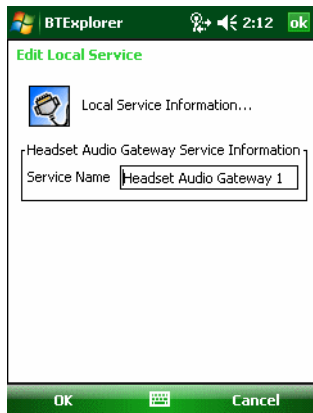 BTExplorer 2:12 ok
Edit Local Service
Local Service Information...
Headset Audio Gateway Service Information
Service Name Headset Audio Gateway 1
OK Cancel